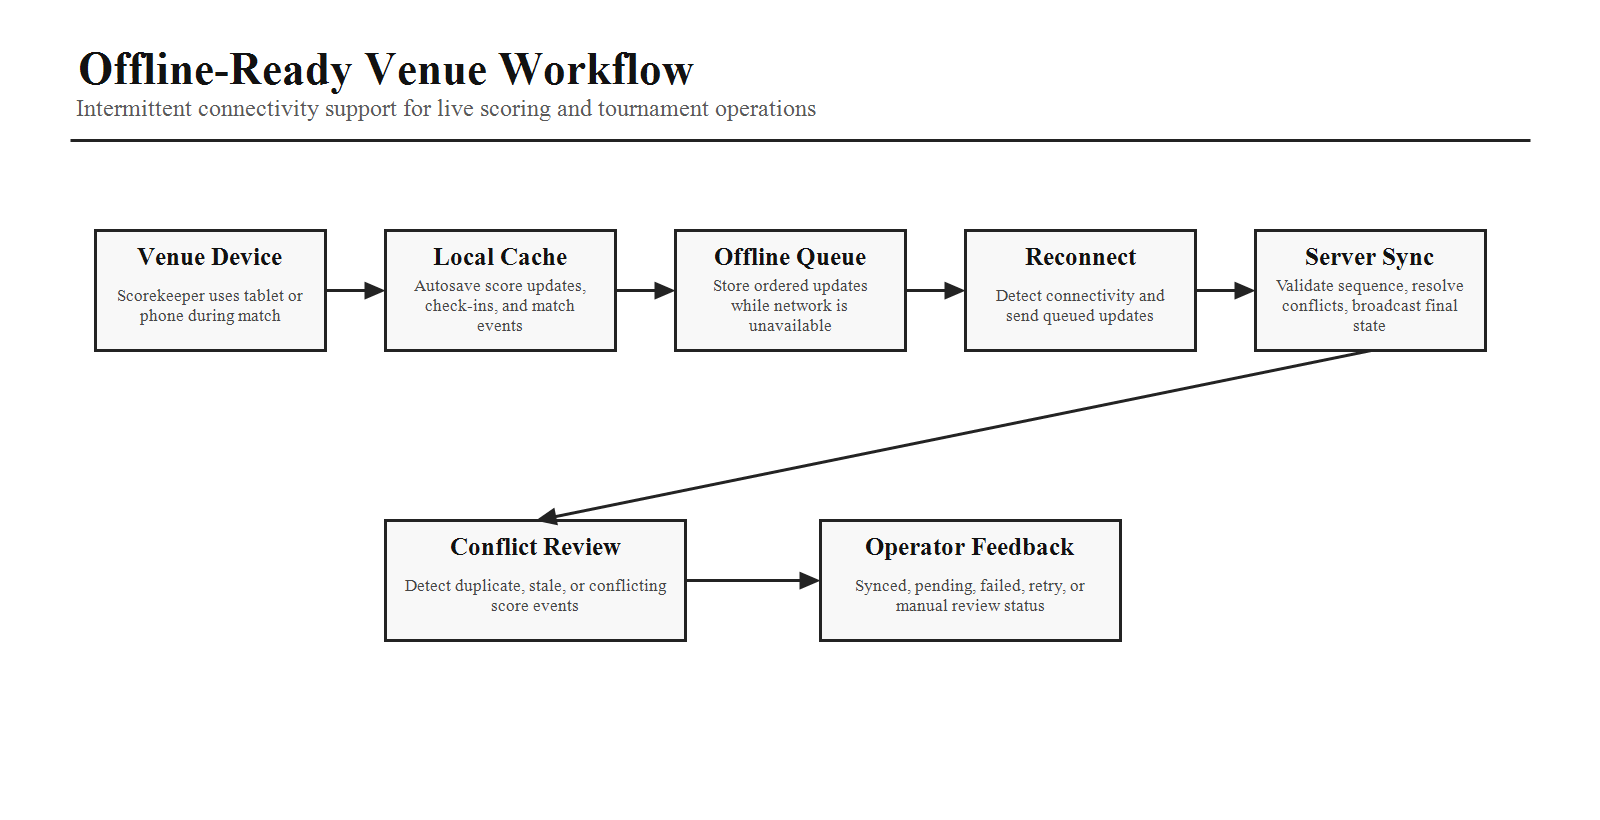 Offline-Ready Venue Workflow
Intermittent connectivity support for live scoring and tournament operations
Venue Device
Scorekeeper uses tablet or
phone during match
Local Cache
Autosave score updates,
check-ins, and match
events
Offline Queue
Store ordered updates
while network is
unavailable
Reconnect
Detect connectivity and
send queued updates
Server Sync
Validate sequence, resolve
conflicts, broadcast final
state
Conflict Review
Detect duplicate, stale, or conflicting
score events
Operator Feedback
Synced, pending, failed, retry, or
manual review status